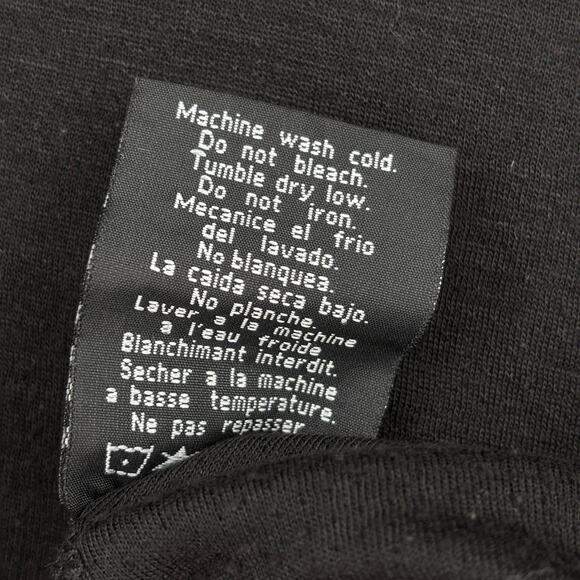 Machine wash cold.
Do not bleach.
Tumble dry low.
Do not iron.
Mecanice el frio
del lavado.
No blanquea.
La caida seca bajo.
No planche.
Laver a la machine
a l'eau froide
Blanchimant interdit.
Secher a la machine
a basse temperature.
Ne pas repasser